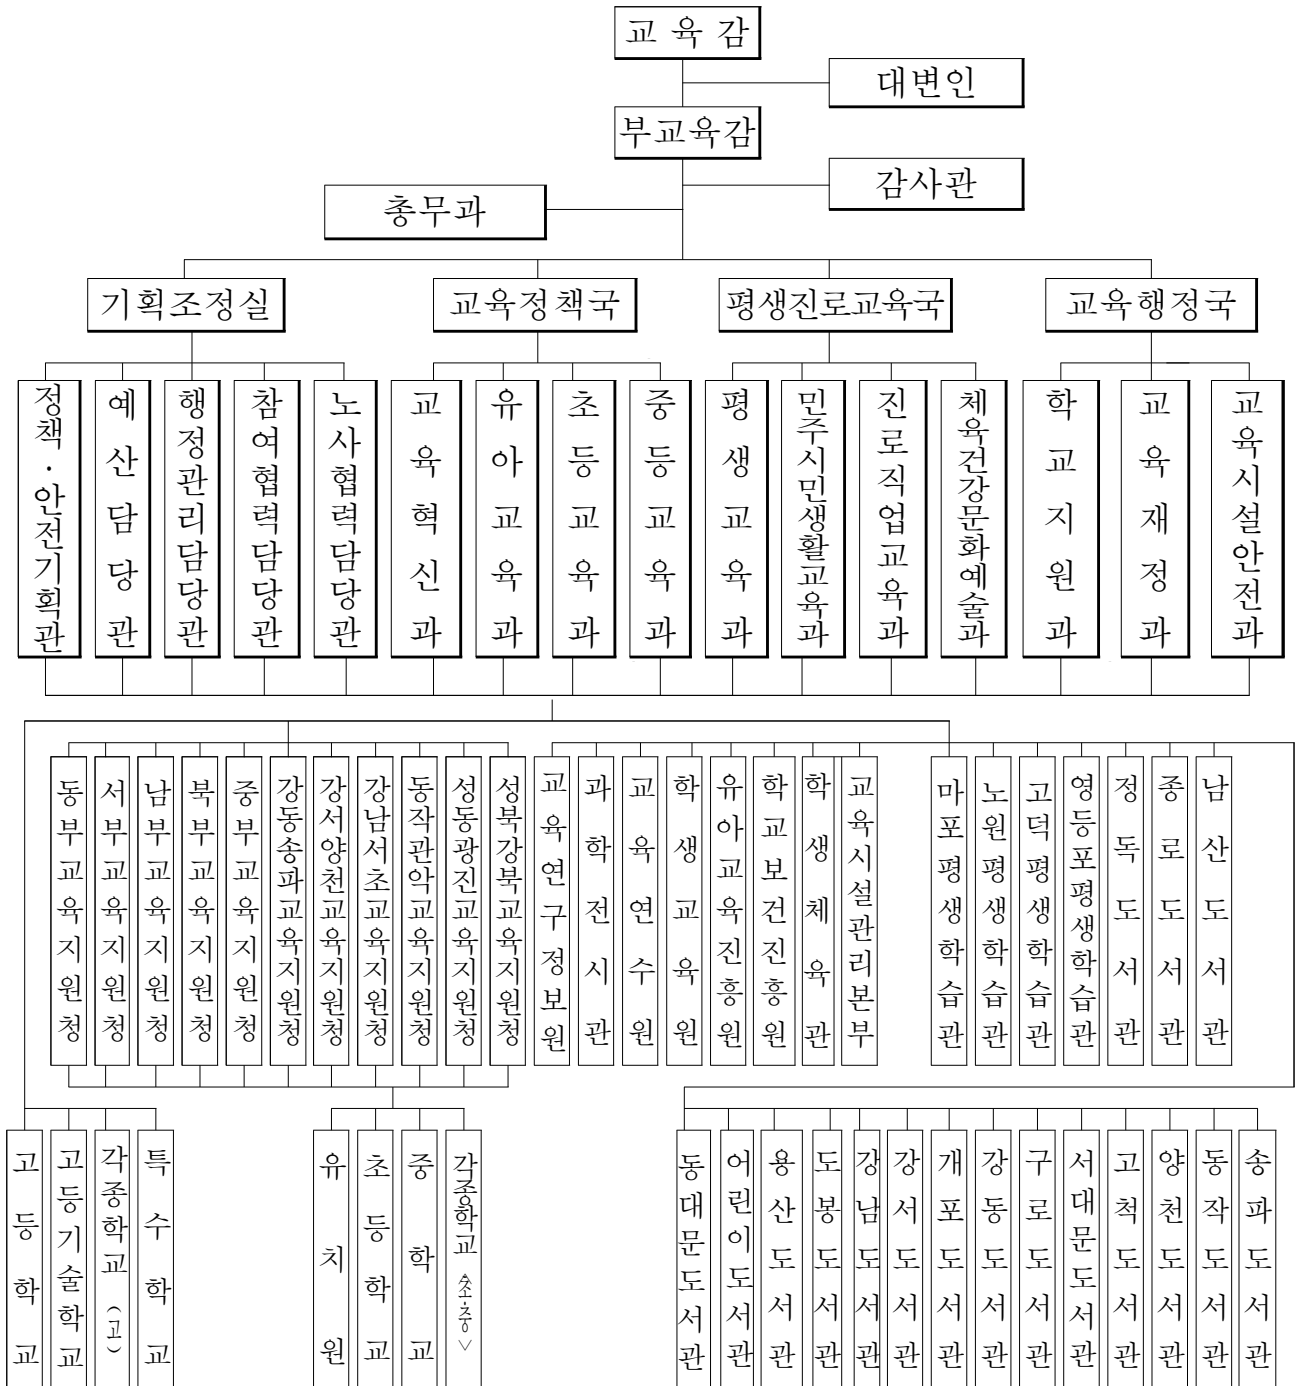 교육감
대변인
부교육감
감사관
총무과
기획조정실
교육정책국
평생진로교육국
교육행정국
정책·안전기획관
예산담당관
행정관리담당관
참여협력담당관
노사협력담당관
교육혁신과
유아교육과
초등교육과
중등교육과
평생교육과
민주시민생활교육과
진로직업교육과
체육건강문화예술과
학교지원과
교육재정과
교육시설안전과
동부교육지원청
서부교육지원청
남부교육지원청
북부교육지원청
중부교육지원청
강동송파교육지원청
강서양천교육지원청
강남서초교육지원청
동작관악교육지원청
성동광진교육지원청
성북강북교육지원청
교육연구정보원
과학전시관
교육연수원
학생교육원
유아교육진흥원
학교보건진흥원
학생체육관
교육시설관리본부
마포평생학습관
노원평생학습관
고덕평생학습관
영등포평생학습관
정독도서관
종로도서관
남산도서관
고등학교
고등기술학교
각종학교(고)
특수학교
유치원
초등학교
중학교
각종학교<초·중>
동대문도서관
어린이도서관
용산도서관
도봉도서관
강남도서관
강서도서관
개포도서관
강동도서관
구로도서관
서대문도서관
고척도서관
양천도서관
동작도서관
송파도서관